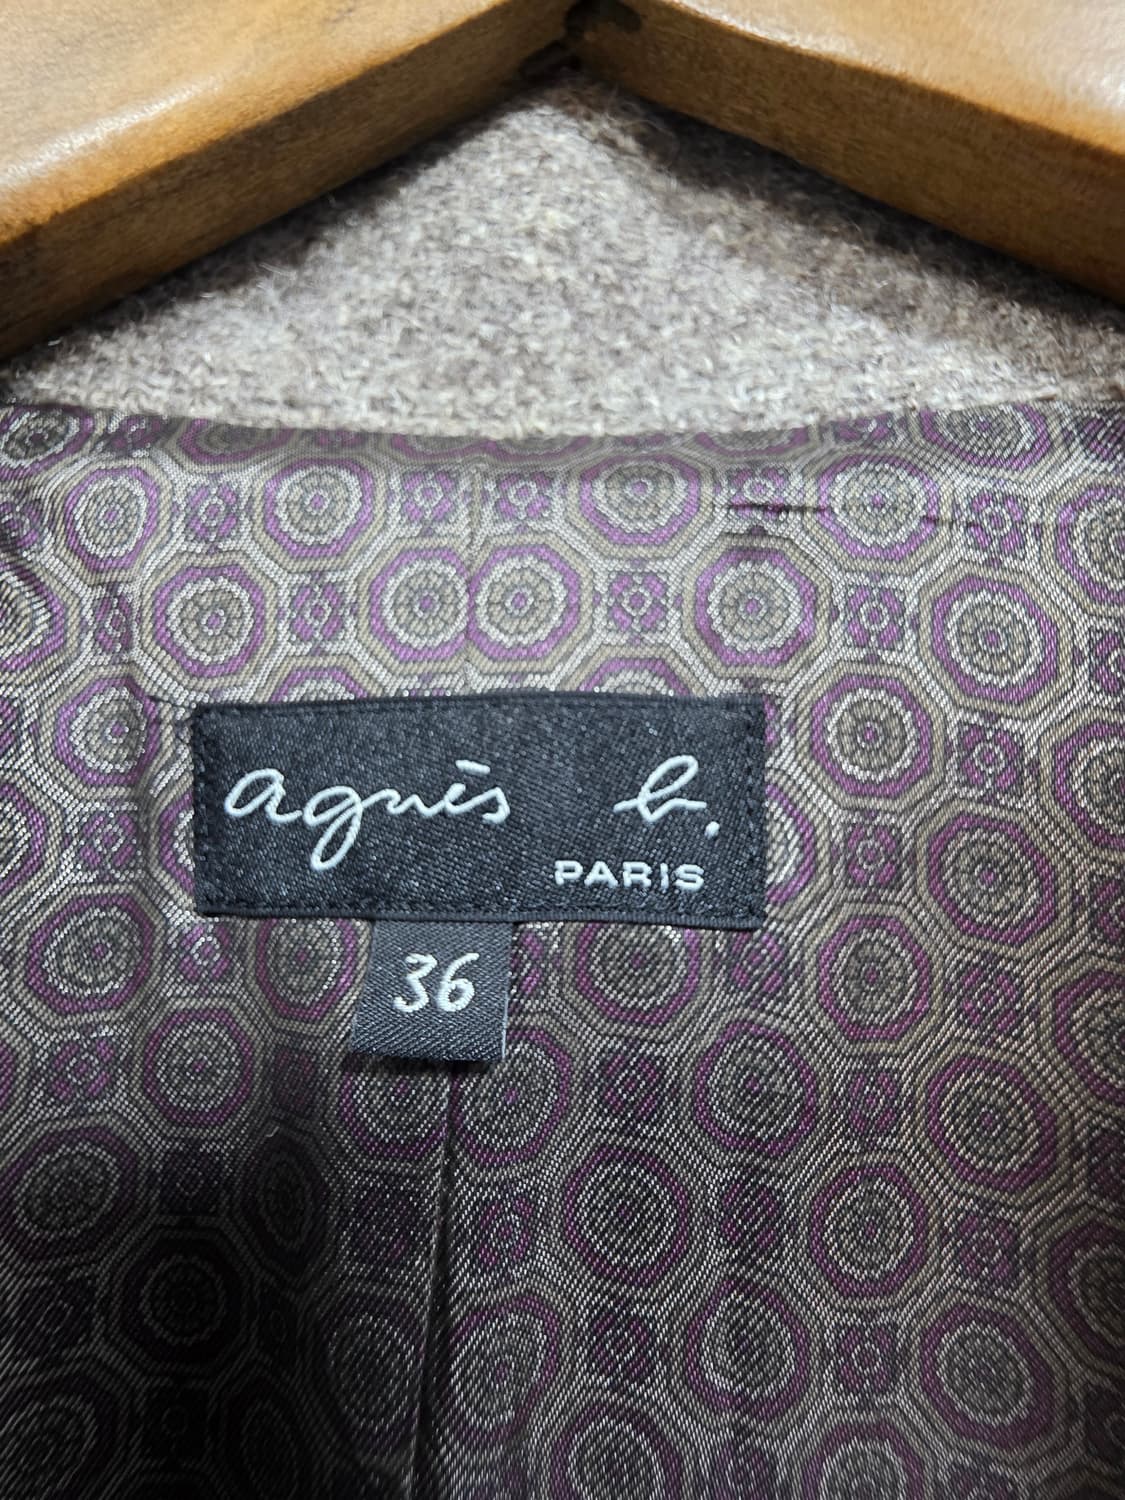 agnès b.
PARIS
36